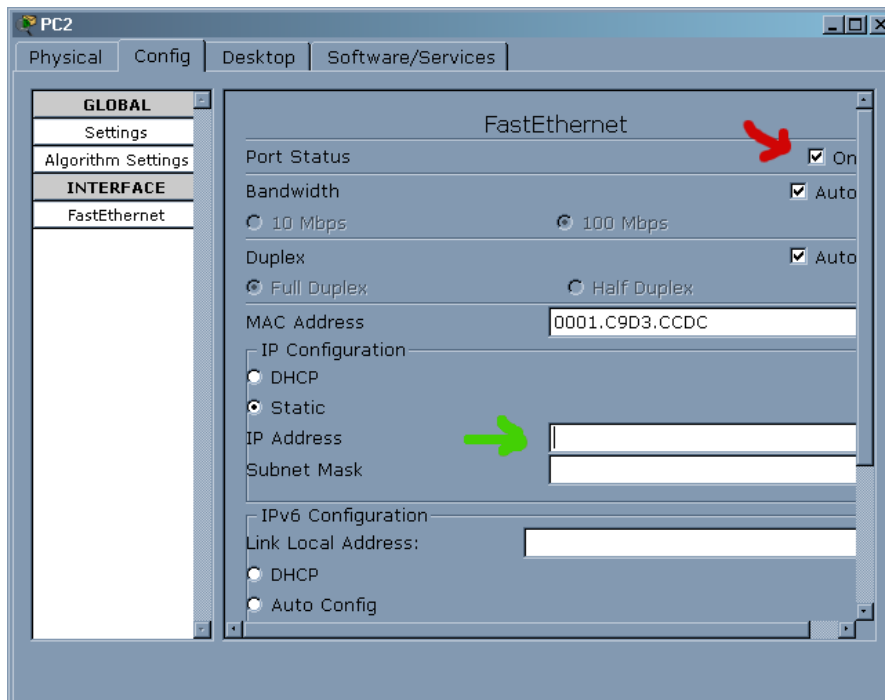 PC2
Physical Config Desktop Software/Services
GLOBAL
Settings
Algorithm Settings
INTERFACE
FastEthernet
FastEthernet
Port Status On
Bandwidth Auto
10 Mbps 100 Mbps
Duplex Auto
Full Duplex Half Duplex
MAC Address 0001.C9D3.CCDC
IP Configuration
DHCP
Static
IP Address
Subnet Mask
IPv6 Configuration
Link Local Address:
DHCP
Auto Config